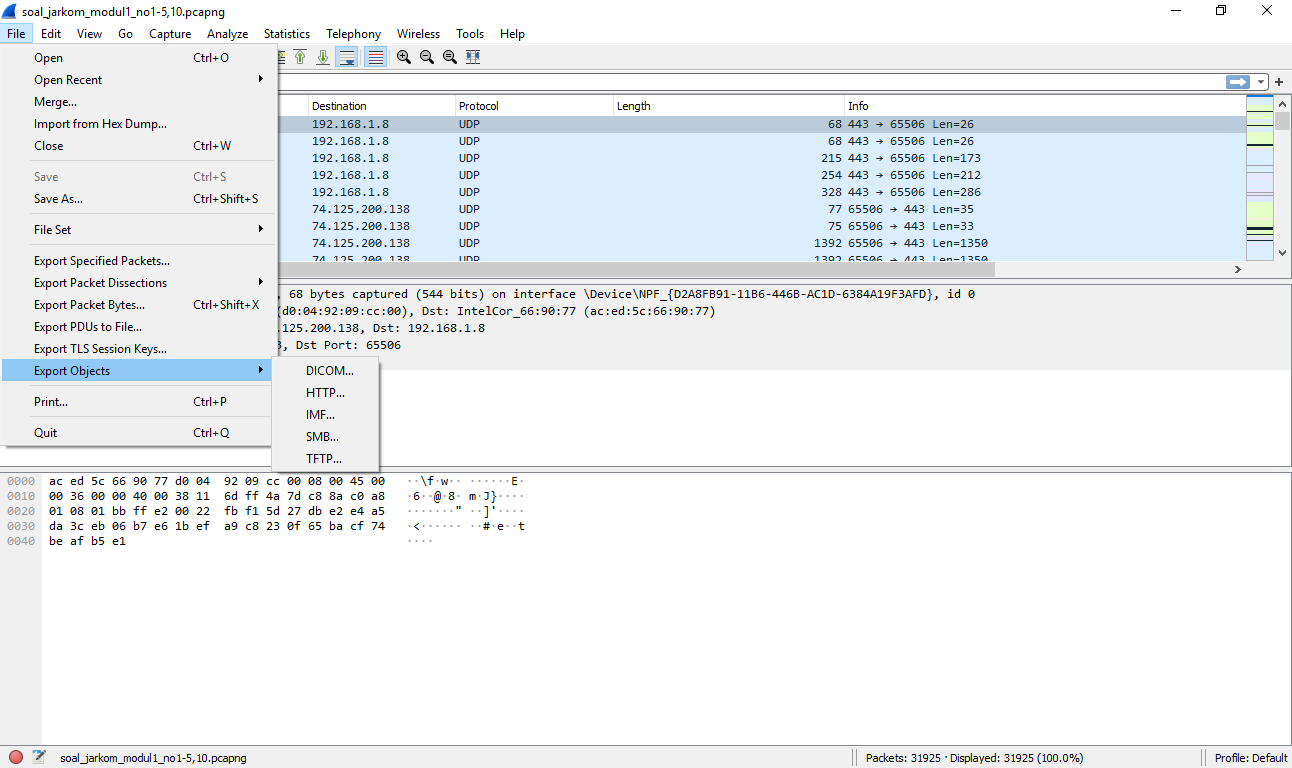 soal_jarkom_modul1_no1-5,10.pcapng
File Edit View Go Capture Analyze Statistics Telephony Wireless Tools Help
Open Ctrl+O
Open Recent
Merge...
Import from Hex Dump...
Close Ctrl+W
Save Ctrl+S
Save As... Ctrl+Shift+S
File Set
Export Specified Packets...
Export Packet Dissections
Export Packet Bytes... Ctrl+Shift+X
Export PDUs to File...
Export TLS Session Keys...
Export Objects
Print... Ctrl+P
Quit Ctrl+Q
DICOM...
HTTP...
IMF...
SMB...
TFTP...
Destination Protocol Length Info
192.168.1.8 UDP 68 443 → 65506 Len=26
192.168.1.8 UDP 68 443 → 65506 Len=26
192.168.1.8 UDP 215 443 → 65506 Len=173
192.168.1.8 UDP 254 443 → 65506 Len=212
192.168.1.8 UDP 328 443 → 65506 Len=286
74.125.200.138 UDP 77 65506 → 443 Len=35
74.125.200.138 UDP 75 65506 → 443 Len=33
74.125.200.138 UDP 1392 65506 → 443 Len=1350
74.125.200.138 UDP 1392 65506 → 443 Len=1350
, 68 bytes captured (544 bits) on interface \Device\NPF_{D2A8FB91-11B6-446B-AC1D-6384A19F3AFD}, id 0
(d0:04:92:09:cc:00), Dst: IntelCor_66:90:77 (ac:ed:5c:66:90:77)
.125.200.138, Dst: 192.168.1.8
, Dst Port: 65506
0000 ac ed 5c 66 90 77 d0 04 92 09 cc 00 08 00 45 00 ··\f·w·· ······E·
0010 00 36 00 00 40 00 38 11 6d ff 4a 7d c8 8a c0 a8 ·6··@·8· m·J}····
0020 01 08 01 bb ff e2 00 22 fb f1 5d 27 db e2 e4 a5 ·······" ··]'····
0030 da 3c eb 06 b7 e6 1b ef a9 c8 23 0f 65 ba cf 74 ·<······ ··#·e··t
0040 be af b5 e1 ····
soal_jarkom_modul1_no1-5,10.pcapng Packets: 31925 · Displayed: 31925 (100.0%) Profile: Default